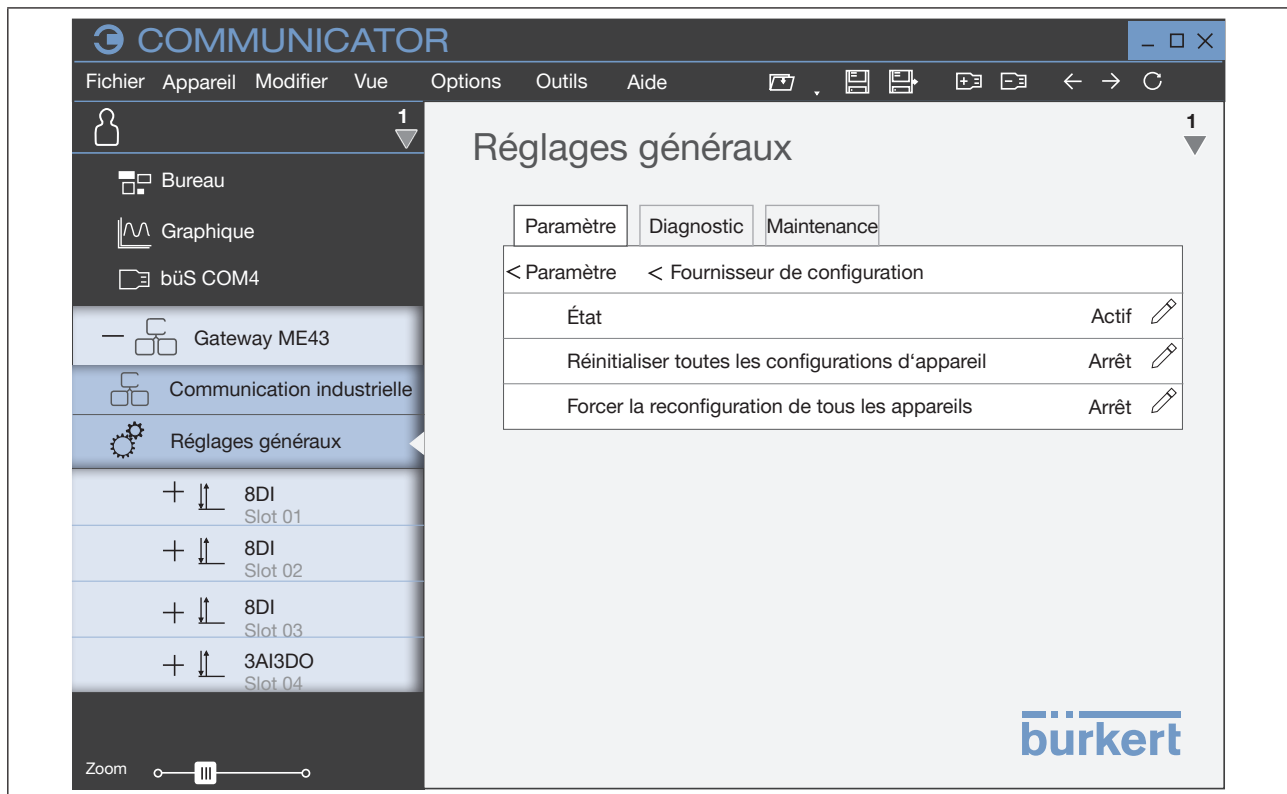 COMMUNICATOR
Fichier Appareil Modifier Vue Options Outils Aide
1
Bureau
Graphique
büS COM4
Gateway ME43
Communication industrielle
Réglages généraux
8DI
Slot 01
8DI
Slot 02
8DI
Slot 03
3AI3DO
Slot 04
Zoom
Réglages généraux
1
Paramètre Diagnostic Maintenance
< Paramètre < Fournisseur de configuration
État Actif
Réinitialiser toutes les configurations d‘appareil Arrêt
Forcer la reconfiguration de tous les appareils Arrêt
bürkert